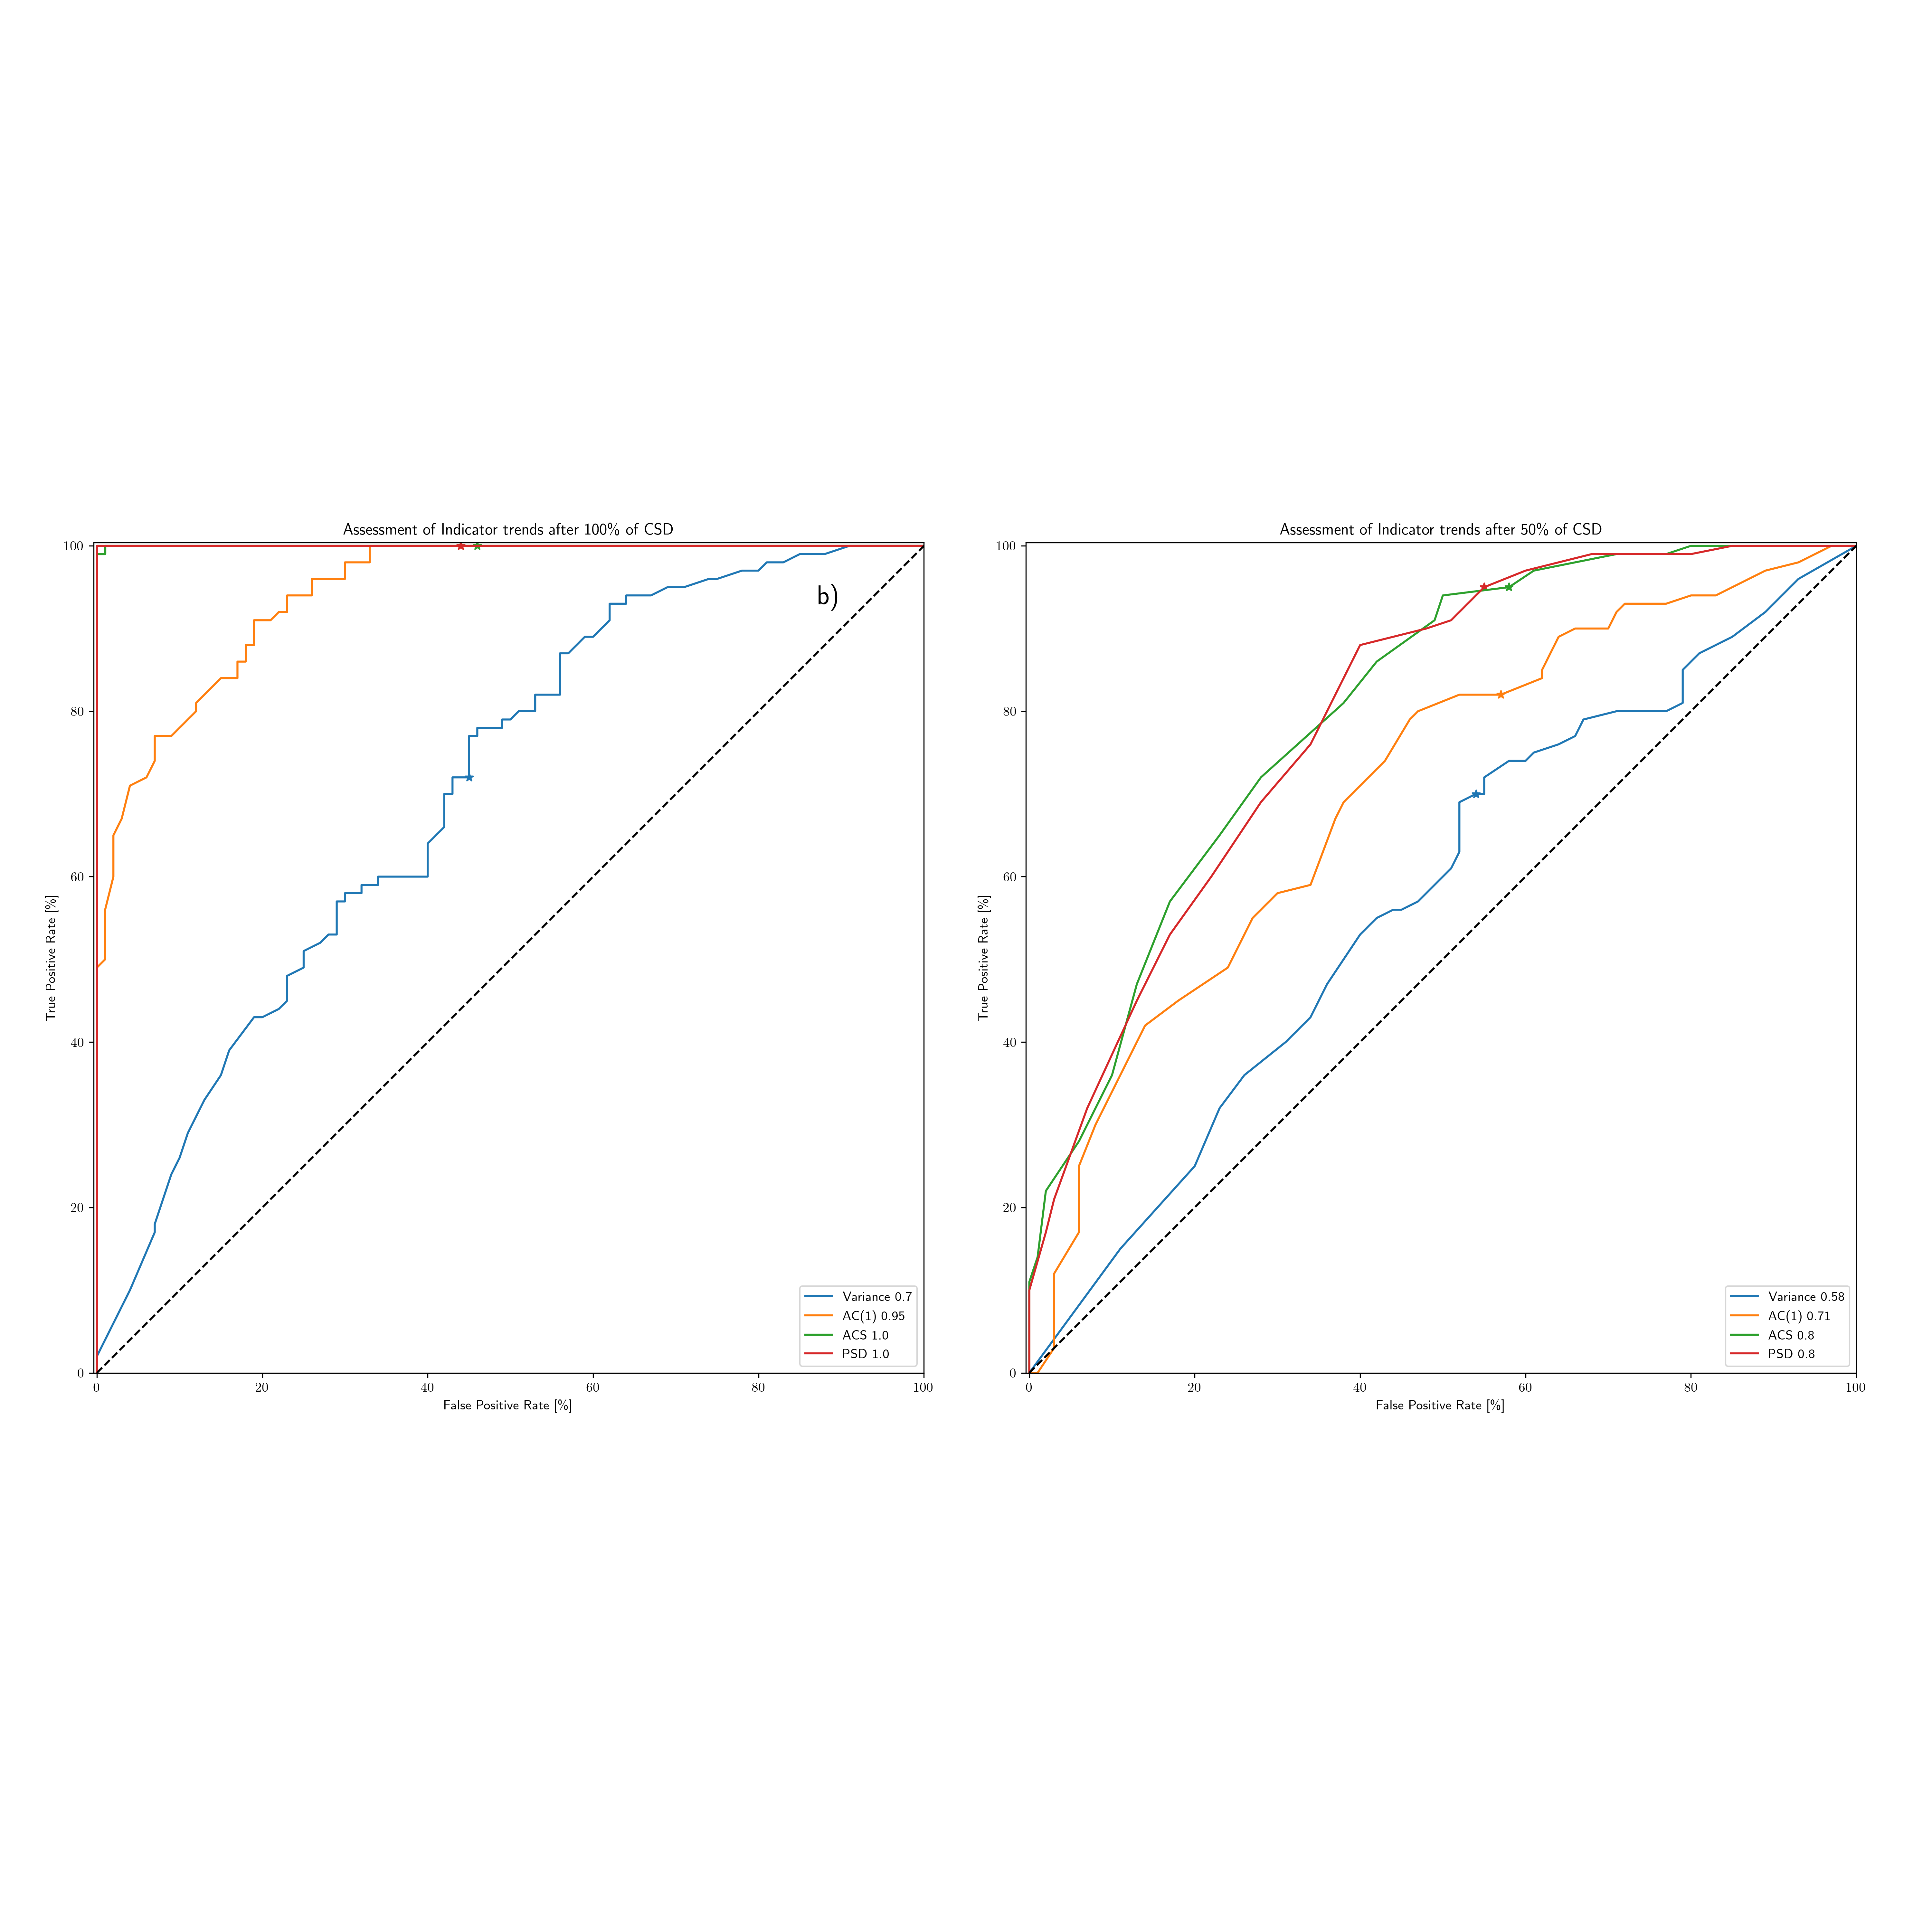 Assessment of Indicator trends after 100% of CSD
100
80
60
40
20
0
True Positive Rate [%]
b)
Variance 0.7
AC(1) 0.95
ACS 1.0
PSD 1.0
0 20 40 60 80 100
False Positive Rate [%]
Assessment of Indicator trends after 50% of CSD
100
80
60
40
20
0
True Positive Rate [%]
Variance 0.58
AC(1) 0.71
ACS 0.8
PSD 0.8
0 20 40 60 80 100
False Positive Rate [%]